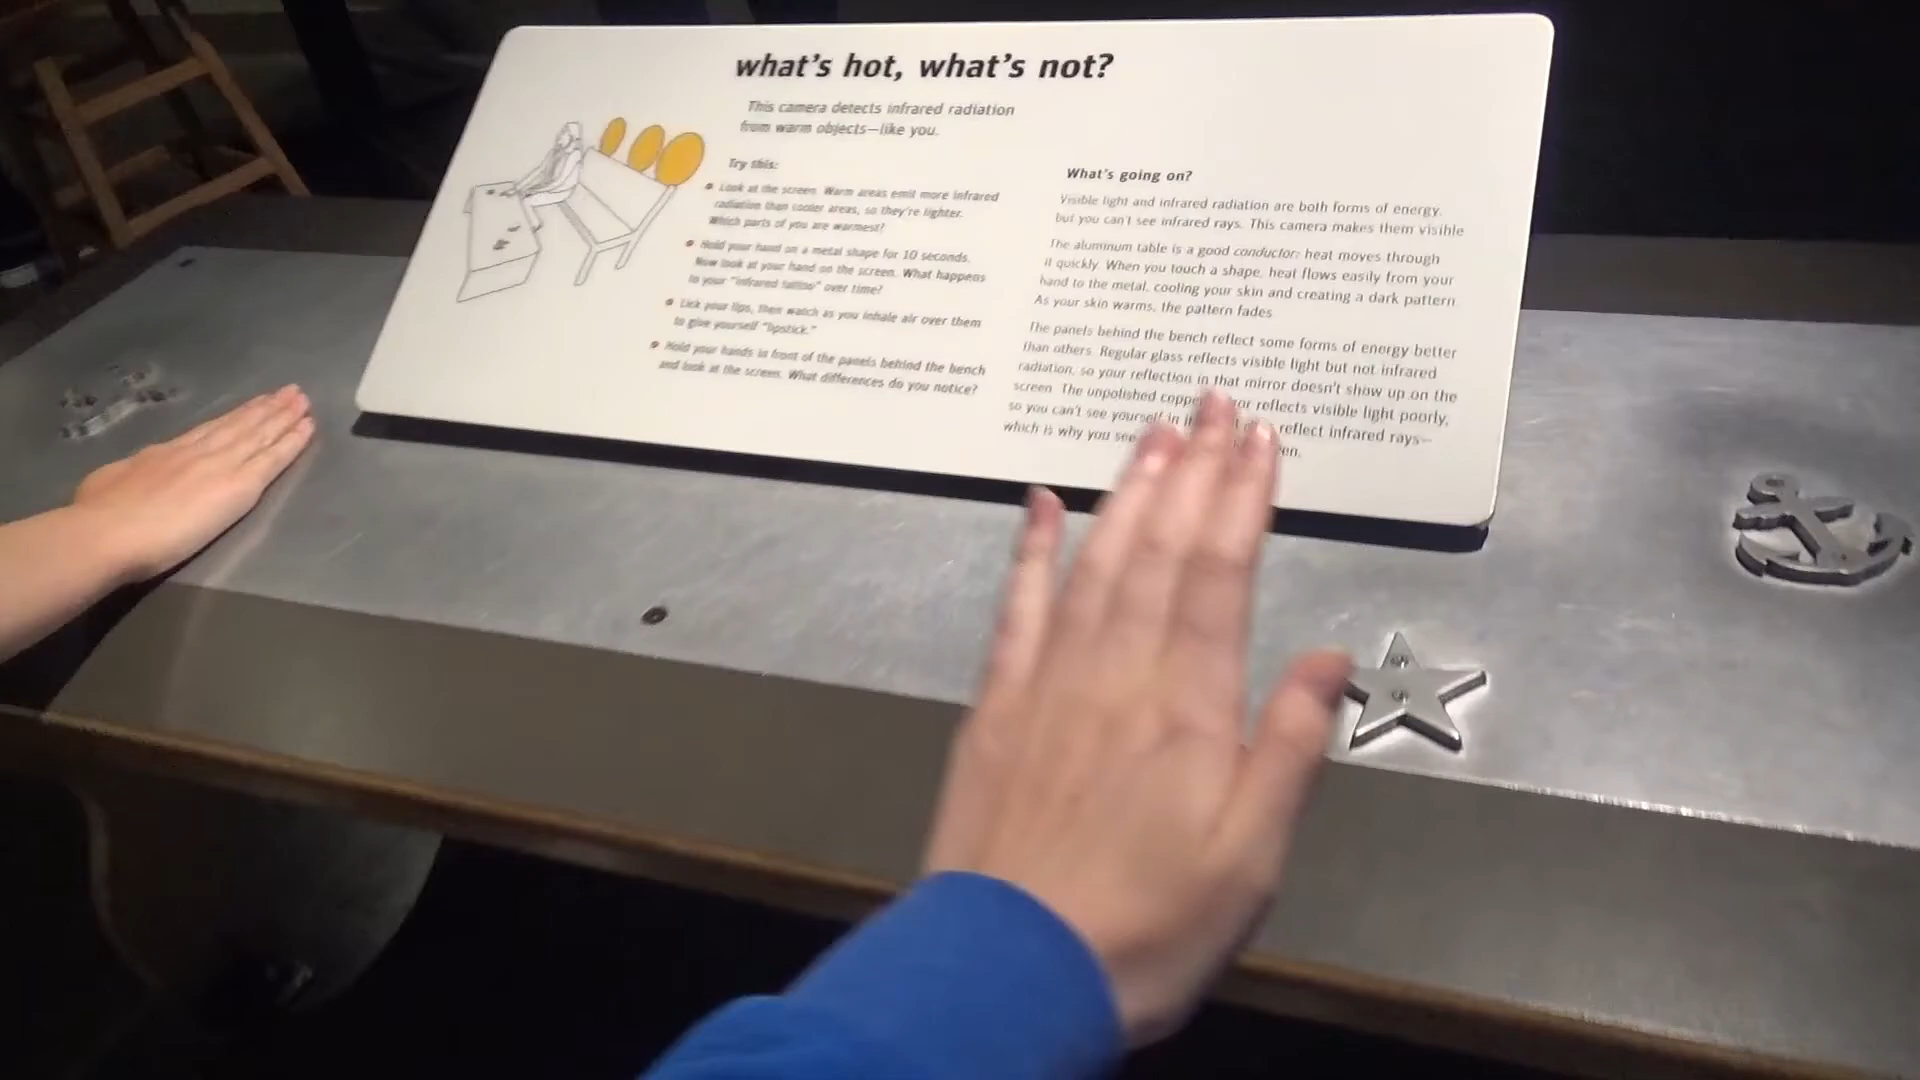 what's hot, what's not?
This camera detects infrared radiation
from warm objects—like you.
Try this:
Look at the screen. Warm areas emit more infrared
radiation than cooler areas, so they're lighter.
Which parts of you are warmest?
Hold your hand on a metal shape for 10 seconds.
Now look at your hand on the screen. What happens
to your "infrared tattoo" over time?
Lick your lips, then watch as you inhale air over them
to give yourself "lipstick."
Hold your hands in front of the panels behind the bench
and look at the screen. What differences do you notice?
What's going on?
Visible light and infrared radiation are both forms of energy,
but you can't see infrared rays. This camera makes them visible
The aluminum table is a good conductor: heat moves through
it quickly. When you touch a shape, heat flows easily from your
hand to the metal, cooling your skin and creating a dark pattern.
As your skin warms, the pattern fades
The panels behind the bench reflect some forms of energy better
than others. Regular glass reflects visible light but not infrared
radiation, so your reflection in that mirror doesn't show up on the
screen. The unpolished reflects visible light poorly,
so you can't see yourself in reflect infrared rays—
which is why you see